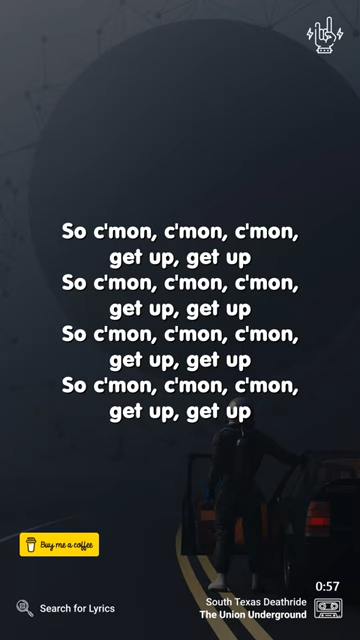 So c'mon, c'mon, c'mon,
get up, get up
So c'mon, c'mon, c'mon,
get up, get up
So c'mon, c'mon, c'mon,
get up, get up
So c'mon, c'mon, c'mon,
get up, get up
Buy me a coffee
0:57
Search for Lyrics
South Texas Deathride
The Union Underground